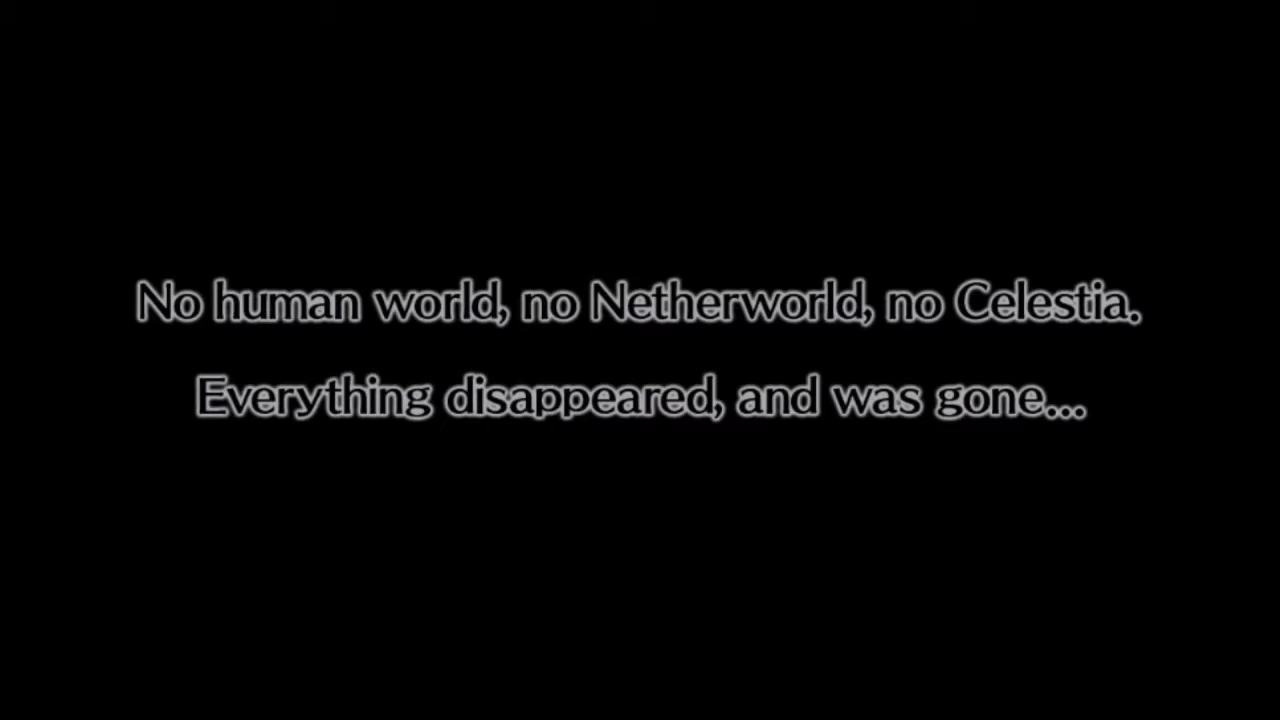 No human world, no Netherworld, no Celestia.
Everything disappeared, and was gone...